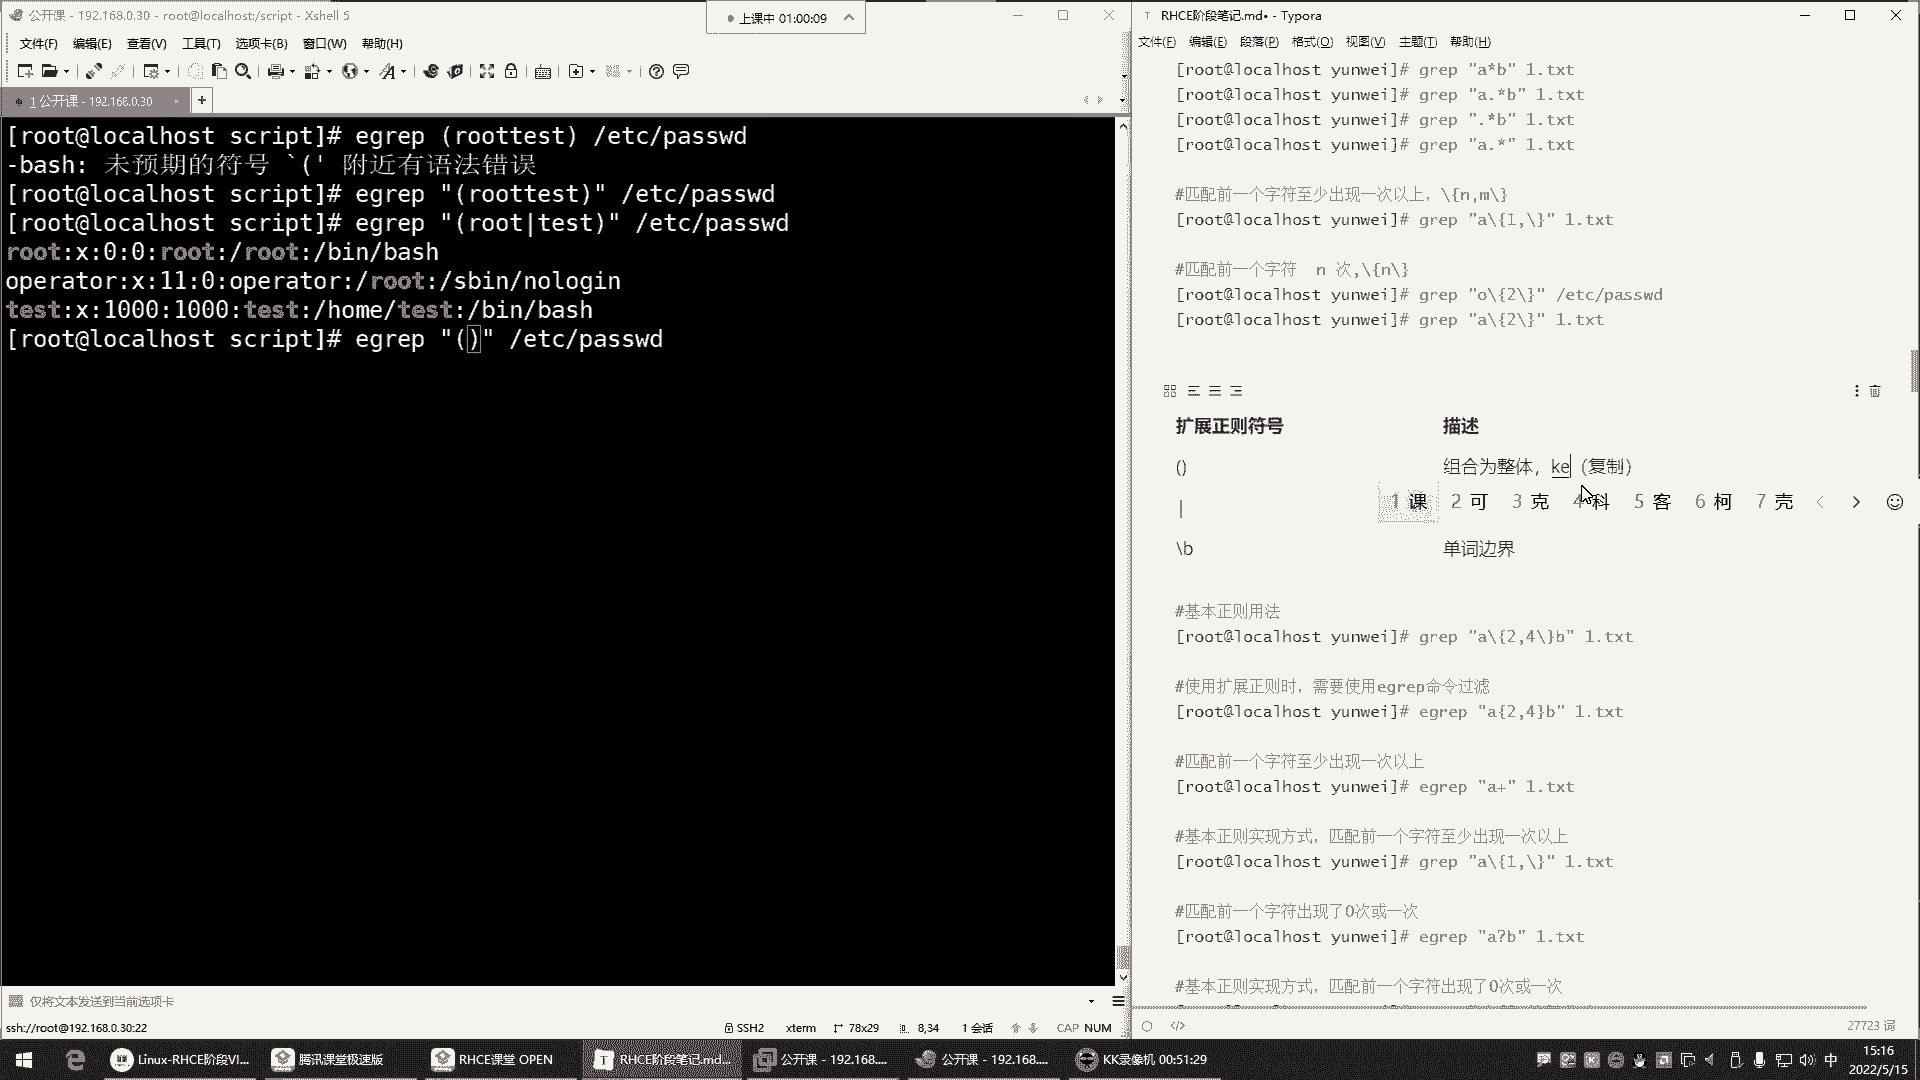 公开课 - 192.168.0.30 - root@localhost:/script - Xshell 5
上课中 01:00:09
文件(F) 编辑(E) 查看(V) 工具(T) 选项卡(B) 窗口(W) 帮助(H)
1 公开课 - 192.168.0.30
[root@localhost script]# egrep (roottest) /etc/passwd
-bash: 未预期的符号 `(' 附近有语法错误
[root@localhost script]# egrep "(roottest)" /etc/passwd
[root@localhost script]# egrep "(root|test)" /etc/passwd
root:x:0:0:root:/root:/bin/bash
operator:x:11:0:operator:/root:/sbin/nologin
test:x:1000:1000:test:/home/test:/bin/bash
[root@localhost script]# egrep "()" /etc/passwd
仅将文本发送到当前选项卡
ssh://root@192.168.0.30:22
SSH2 xterm 78x29 8,34 1 会话 CAP NUM
RHCE阶段笔记.md• - Typora
文件(F) 编辑(E) 段落(P) 格式(O) 视图(V) 主题(T) 帮助(H)
[root@localhost yunwei]# grep "a*b" 1.txt
[root@localhost yunwei]# grep "a.*b" 1.txt
[root@localhost yunwei]# grep ".*b" 1.txt
[root@localhost yunwei]# grep "a.*" 1.txt
#匹配前一个字符至少出现一次以上，\{n,m\}
[root@localhost yunwei]# grep "a\{1,\}" 1.txt
#匹配前一个字符  n 次,\{n\}
[root@localhost yunwei]# grep "o\{2\}" /etc/passwd
[root@localhost yunwei]# grep "a\{2\}" 1.txt
扩展正则符号 描述
() 组合为整体，ke（复制）
1 课 2 可 3 克 4 科 5 客 6 柯 7 壳
|
\b 单词边界
#基本正则用法
[root@localhost yunwei]# grep "a\{2,4\}b" 1.txt
#使用扩展正则时，需要使用egrep命令过滤
[root@localhost yunwei]# egrep "a{2,4}b" 1.txt
#匹配前一个字符至少出现一次以上
[root@localhost yunwei]# egrep "a+" 1.txt
#基本正则实现方式，匹配前一个字符至少出现一次以上
[root@localhost yunwei]# grep "a\{1,\}" 1.txt
#匹配前一个字符出现了0次或一次
[root@localhost yunwei]# egrep "a?b" 1.txt
#基本正则实现方式，匹配前一个字符出现了0次或一次
27723 词
Linux-RHCE阶段VI... 腾讯课堂极速版 RHCE课堂 OPEN RHCE阶段笔记.md... 公开课 - 192.168.... 公开课 - 192.168.... KK录像机 00:51:29 中 15:16
2022/5/15